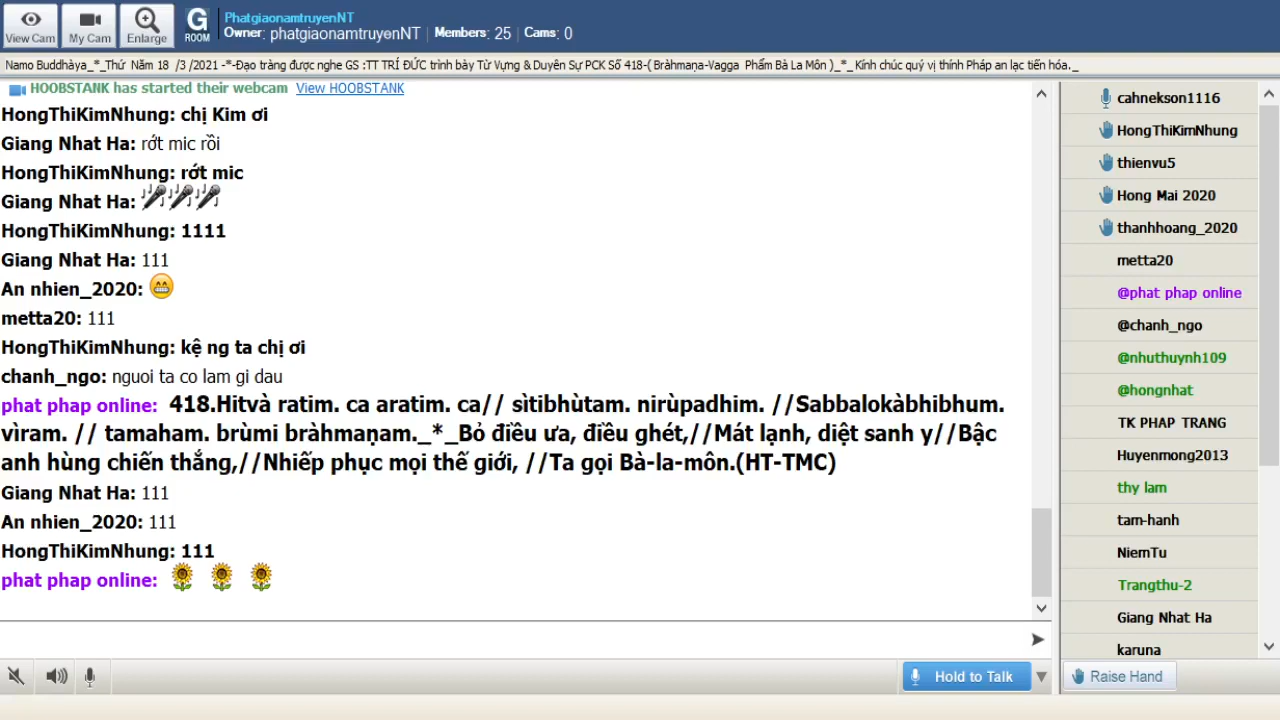 View Cam
My Cam
Enlarge
G
ROOM
PhatgiaonamtruyenNT
Owner: phatgiaonamtruyenNT | Members: 25 | Cams: 0
Namo Buddhàya_*_Thứ Năm 18 /3 /2021 -*-Đạo tràng được nghe GS :TT TRÍ ĐỨC trình bày Từ Vựng & Duyên Sự PCK Số 418-( Bràhmaṇa-Vagga Phẩm Bà La Môn )_*_ Kính chúc quý vị thính Pháp an lạc tiến hóa._
HOOBSTANK has started their webcam View HOOBSTANK
HongThiKimNhung: chị Kim ơi
Giang Nhat Ha: rớt mic rồi
HongThiKimNhung: rớt mic
Giang Nhat Ha:
HongThiKimNhung: 1111
Giang Nhat Ha: 111
An nhien_2020:
metta20: 111
HongThiKimNhung: kệ ng ta chị ơi
chanh_ngo: nguoi ta co lam gi dau
phat phap online: 418.Hitvà ratim. ca aratim. ca// sìtibhùtam. nirùpadhim. //Sabbalokàbhibhum.
vìram. // tamaham. brùmi bràhmaṇam._*_Bỏ điều ưa, điều ghét,//Mát lạnh, diệt sanh y//Bậc
anh hùng chiến thắng,//Nhiếp phục mọi thế giới, //Ta gọi Bà-la-môn.(HT-TMC)
Giang Nhat Ha: 111
An nhien_2020: 111
HongThiKimNhung: 111
phat phap online:
Hold to Talk
cahnekson1116
HongThiKimNhung
thienvu5
Hong Mai 2020
thanhhoang_2020
metta20
@phat phap online
@chanh_ngo
@nhuthuynh109
@hongnhat
TK PHAP TRANG
Huyenmong2013
thy lam
tam-hanh
NiemTu
Trangthu-2
Giang Nhat Ha
karuna
Raise Hand